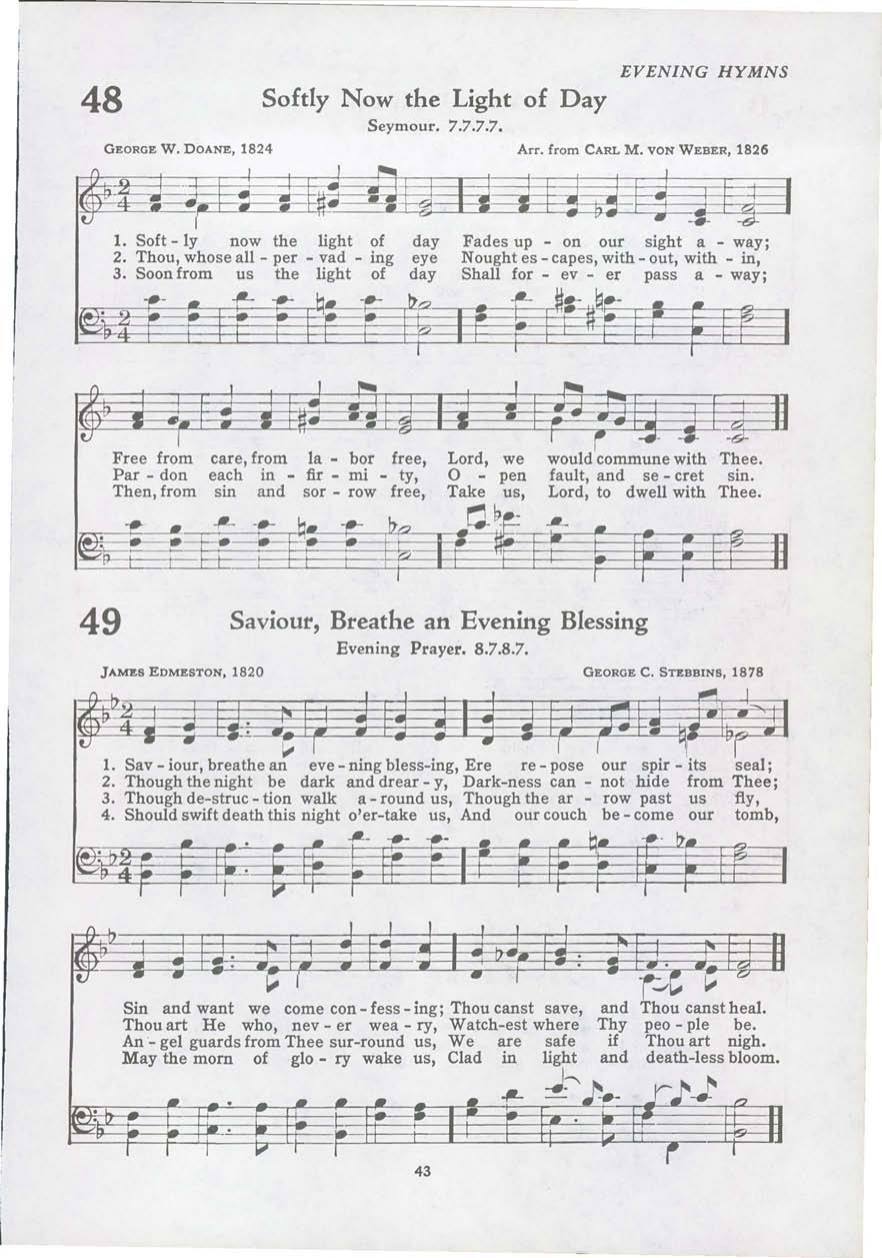 EVENING HYMNS
48 Softly Now the Light of Day
Seymour. 7.7.7.7.
GEORGE W. DOANE, 1824 Arr. from CARL M. VON WEBER, 1826
1. Soft - ly now the light of day Fades up - on our sight a - way;
2. Thou, whose all - per - vad - ing eye Nought es - capes, with - out, with - in,
3. Soon from us the light of day Shall for - ev - er pass a - way;
Free from care, from la - bor free, Lord, we would commune with Thee.
Par - don each in - fir - mi - ty, O - pen fault, and se - cret sin.
Then, from sin and sor - row free, Take us, Lord, to dwell with Thee.
49 Saviour, Breathe an Evening Blessing
Evening Prayer. 8.7.8.7.
JAMES EDMESTON, 1820 GEORGE C. STEBBINS, 1878
1. Sav - iour, breathe an eve - ning bless-ing, Ere re - pose our spir - its seal;
2. Though the night be dark and drear - y, Dark-ness can - not hide from Thee;
3. Though de-struc - tion walk a - round us, Though the ar - row past us fly,
4. Should swift death this night o'er-take us, And our couch be - come our tomb,
Sin and want we come con - fess - ing; Thou canst save, and Thou canst heal.
Thou art He who, nev - er wea - ry, Watch-est where Thy peo - ple be.
An - gel guards from Thee sur-round us, We are safe if Thou art nigh.
May the morn of glo - ry wake us, Clad in light and death-less bloom.
43